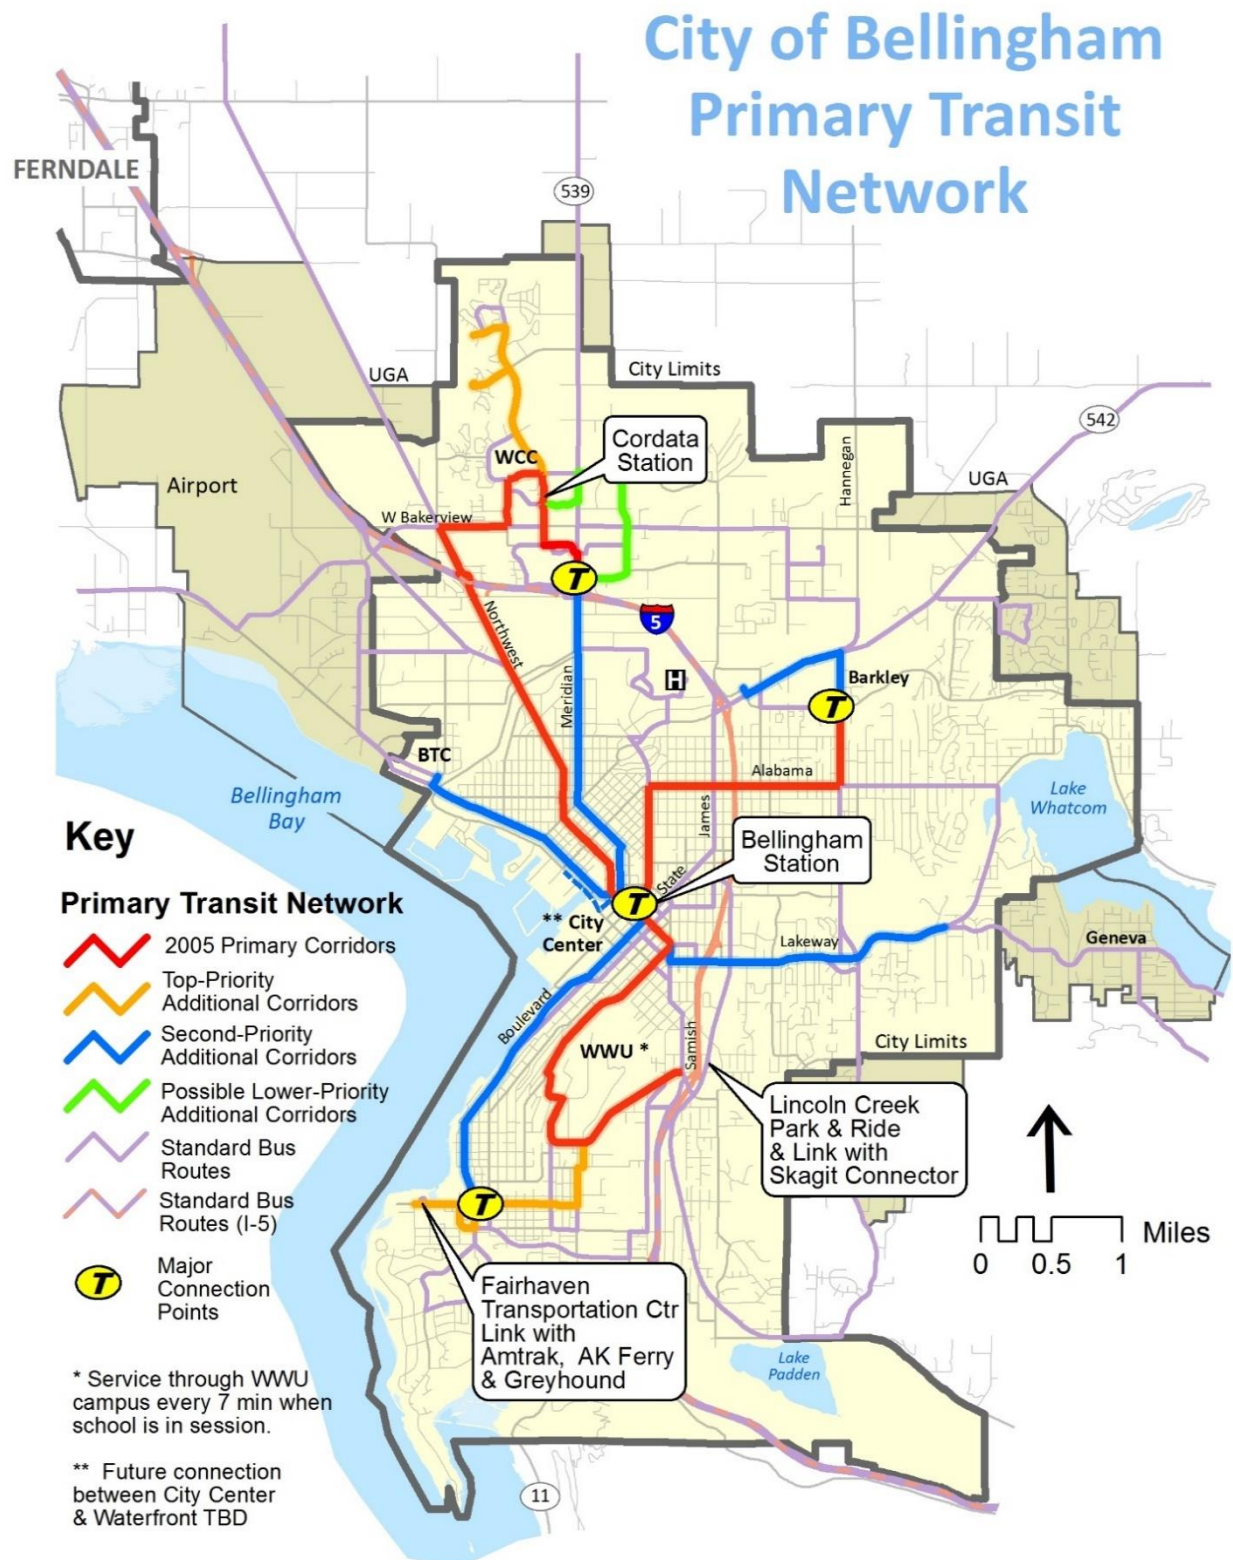 City of Bellingham
Primary Transit
Network
FERNDALE
539
UGA
City Limits
542
Cordata
Station
WCC
Hannegan
UGA
Airport
W Bakerview
T
5
Northwest
Meridian
H
Barkley
T
BTC
Alabama
Bellingham
Bay
Lake
Whatcom
James
Bellingham
Station
State
T
** City
Center
Lakeway
Geneva
Boulevard
WWU *
Samish
City Limits
Lincoln Creek
Park & Ride
& Link with
Skagit Connector
T
0 0.5 1 Miles
Fairhaven
Transportation Ctr
Link with
Amtrak, AK Ferry
& Greyhound
Lake
Padden
11
Key
Primary Transit Network
2005 Primary Corridors
Top-Priority
Additional Corridors
Second-Priority
Additional Corridors
Possible Lower-Priority
Additional Corridors
Standard Bus
Routes
Standard Bus
Routes (I-5)
T
Major
Connection
Points
* Service through WWU
campus every 7 min when
school is in session.
** Future connection
between City Center
& Waterfront TBD